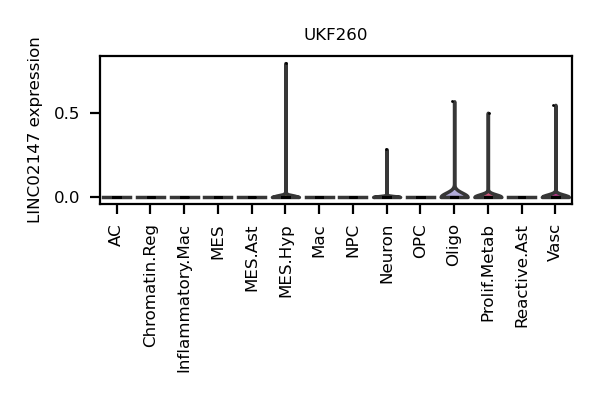 UKF260
LINC02147 expression
0.5
0.0
AC
Chromatin.Reg
Inflammatory.Mac
MES
MES.Ast
MES.Hyp
Mac
NPC
Neuron
OPC
Oligo
Prolif.Metab
Reactive.Ast
Vasc